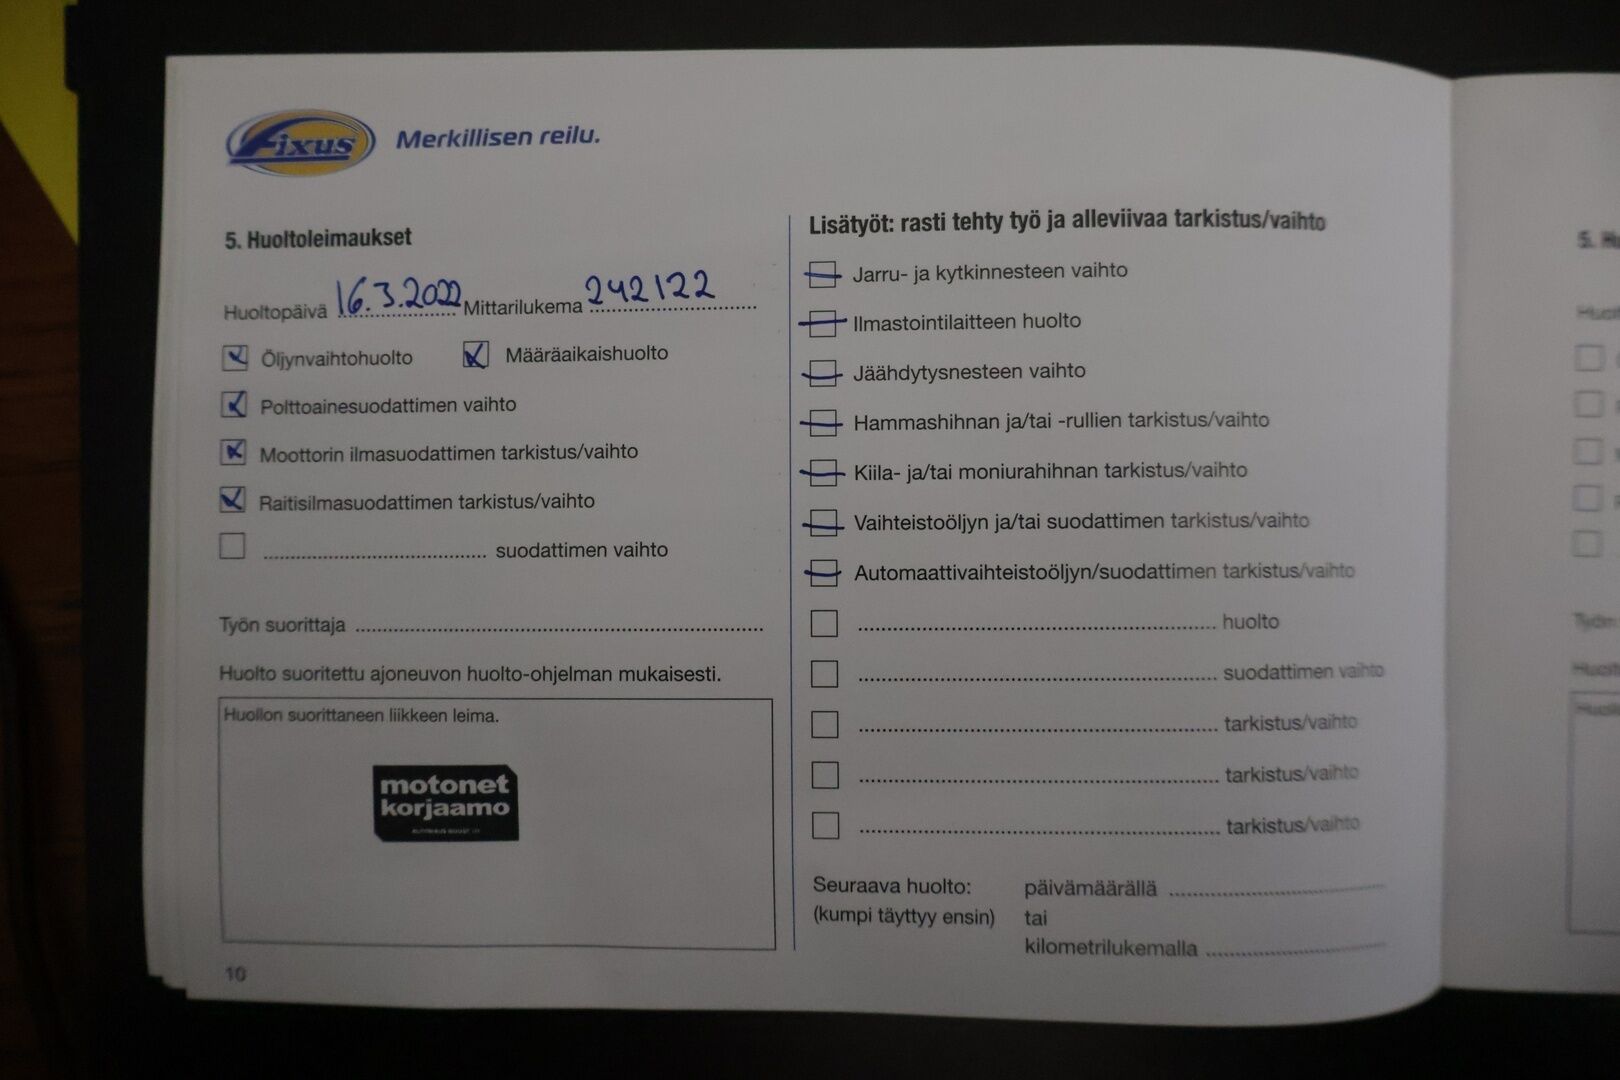 Fixus Merkillisen reilu.
5. Huoltoleimaukset
Huoltopäivä 16.3.2022 Mittarilukema 242122
Öljynvaihtohuolto Määräaikaishuolto
Polttoainesuodattimen vaihto
Moottorin ilmasuodattimen tarkistus/vaihto
Raitisilmasuodattimen tarkistus/vaihto
suodattimen vaihto
Työn suorittaja
Huolto suoritettu ajoneuvon huolto-ohjelman mukaisesti.
Huollon suorittaneen liikkeen leima.
motonet
korjaamo
10
Lisätyöt: rasti tehty työ ja alleviivaa tarkistus/vaihto
Jarru- ja kytkinnesteen vaihto
Ilmastointilaitteen huolto
Jäähdytysnesteen vaihto
Hammashihnan ja/tai -rullien tarkistus/vaihto
Kiila- ja/tai moniurahihnan tarkistus/vaihto
Vaihteistoöljyn ja/tai suodattimen tarkistus/vaihto
Automaattivaihteistoöljyn/suodattimen tarkistus/vaihto
huolto
suodattimen vaihto
tarkistus/vaihto
tarkistus/vaihto
tarkistus/vaihto
Seuraava huolto: päivämäärällä
(kumpi täyttyy ensin) tai
kilometrilukemalla